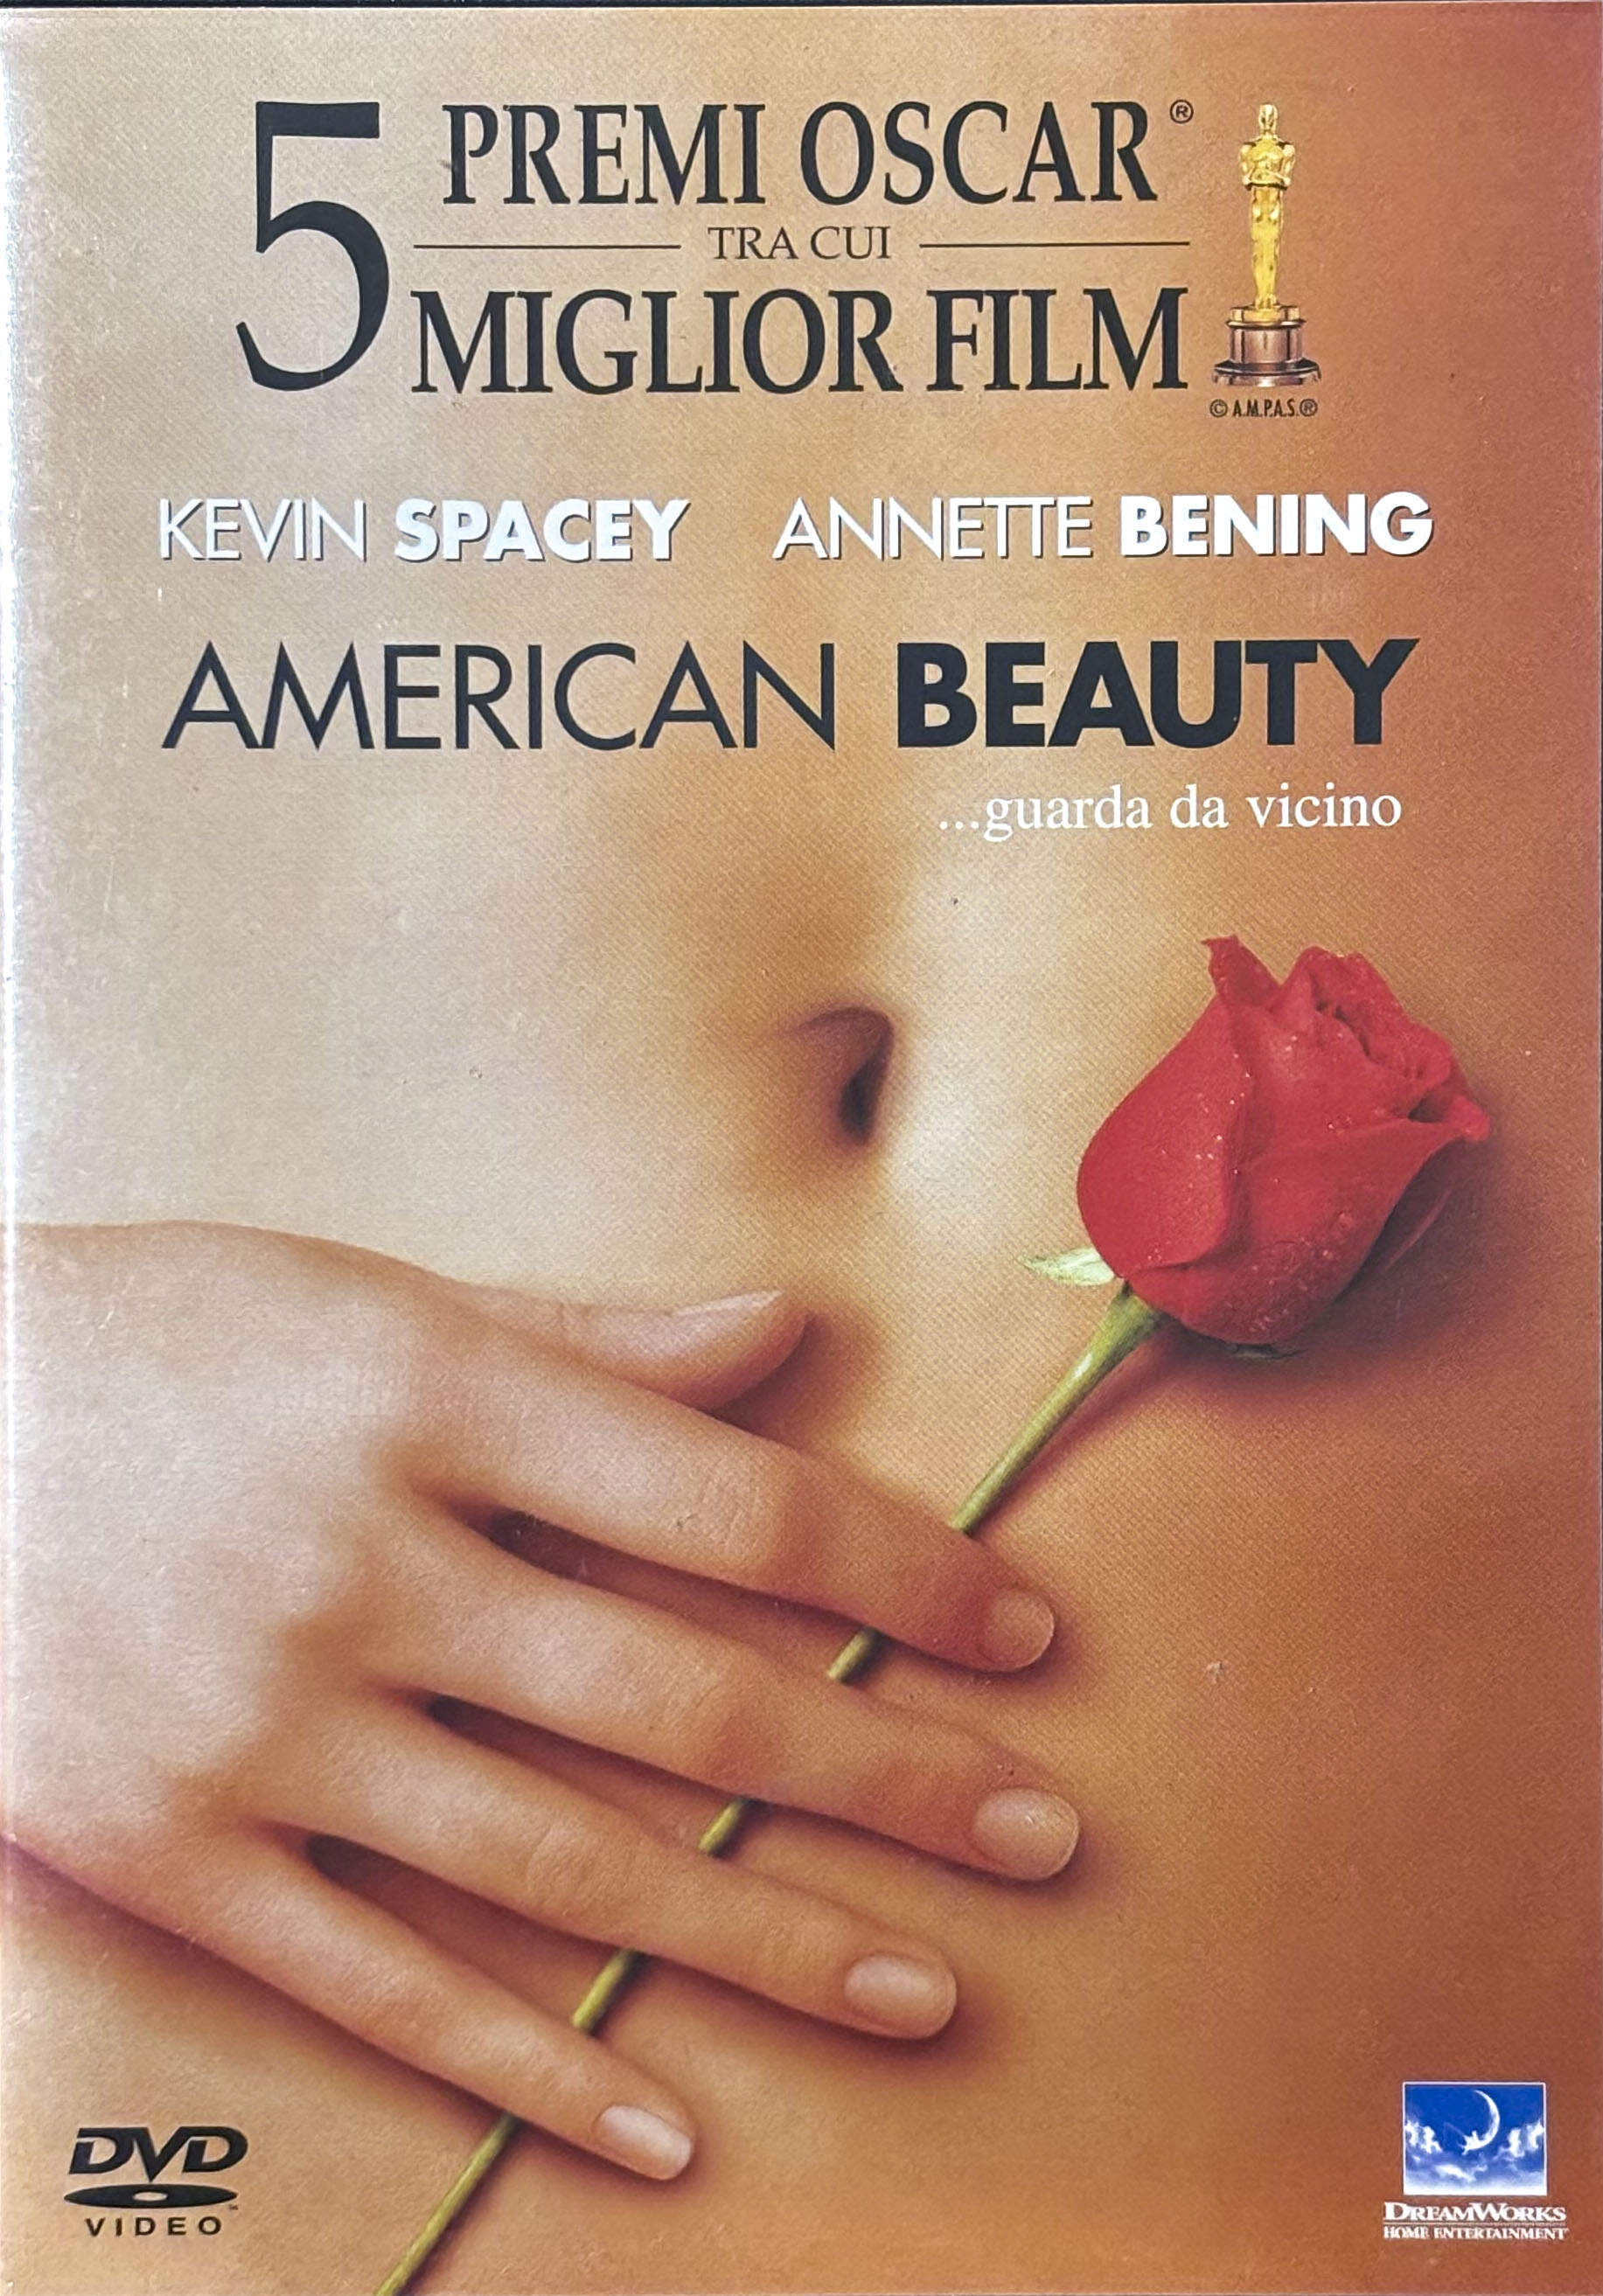 5 PREMI OSCAR®
TRA CUI
MIGLIOR FILM
© A.M.P.A.S.®
KEVIN SPACEY ANNETTE BENING
AMERICAN BEAUTY
...guarda da vicino
DVD
™
VIDEO
DREAMWORKS
HOME ENTERTAINMENT